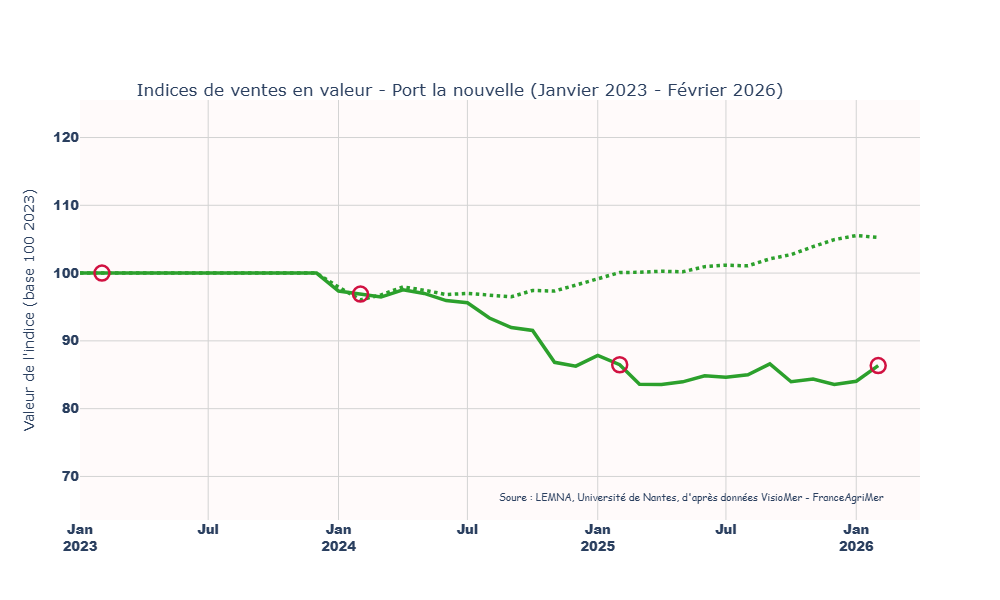 Indices de ventes en valeur - Port la nouvelle (Janvier 2023 - Février 2026)
Valeur de l'indice (base 100 2023)
120
110
100
90
80
70
Soure : LEMNA, Université de Nantes, d'après données VisioMer - FranceAgriMer
Jan Jul Jan Jul Jan Jul Jan
2023 2024 2025 2026